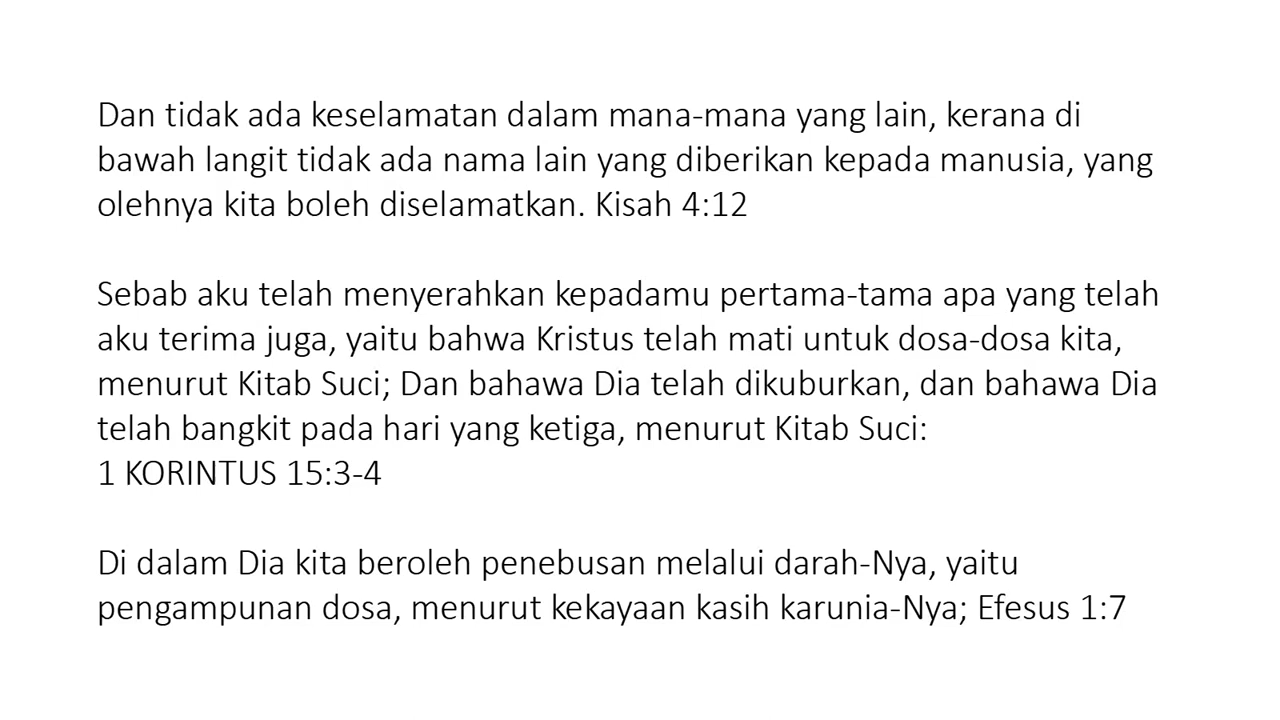 Dan tidak ada keselamatan dalam mana-mana yang lain, kerana di
bawah langit tidak ada nama lain yang diberikan kepada manusia, yang
olehnya kita boleh diselamatkan. Kisah 4:12
Sebab aku telah menyerahkan kepadamu pertama-tama apa yang telah
aku terima juga, yaitu bahwa Kristus telah mati untuk dosa-dosa kita,
menurut Kitab Suci; Dan bahawa Dia telah dikuburkan, dan bahawa Dia
telah bangkit pada hari yang ketiga, menurut Kitab Suci:
1 KORINTUS 15:3-4
Di dalam Dia kita beroleh penebusan melalui darah-Nya, yaitu
pengampunan dosa, menurut kekayaan kasih karunia-Nya; Efesus 1:7